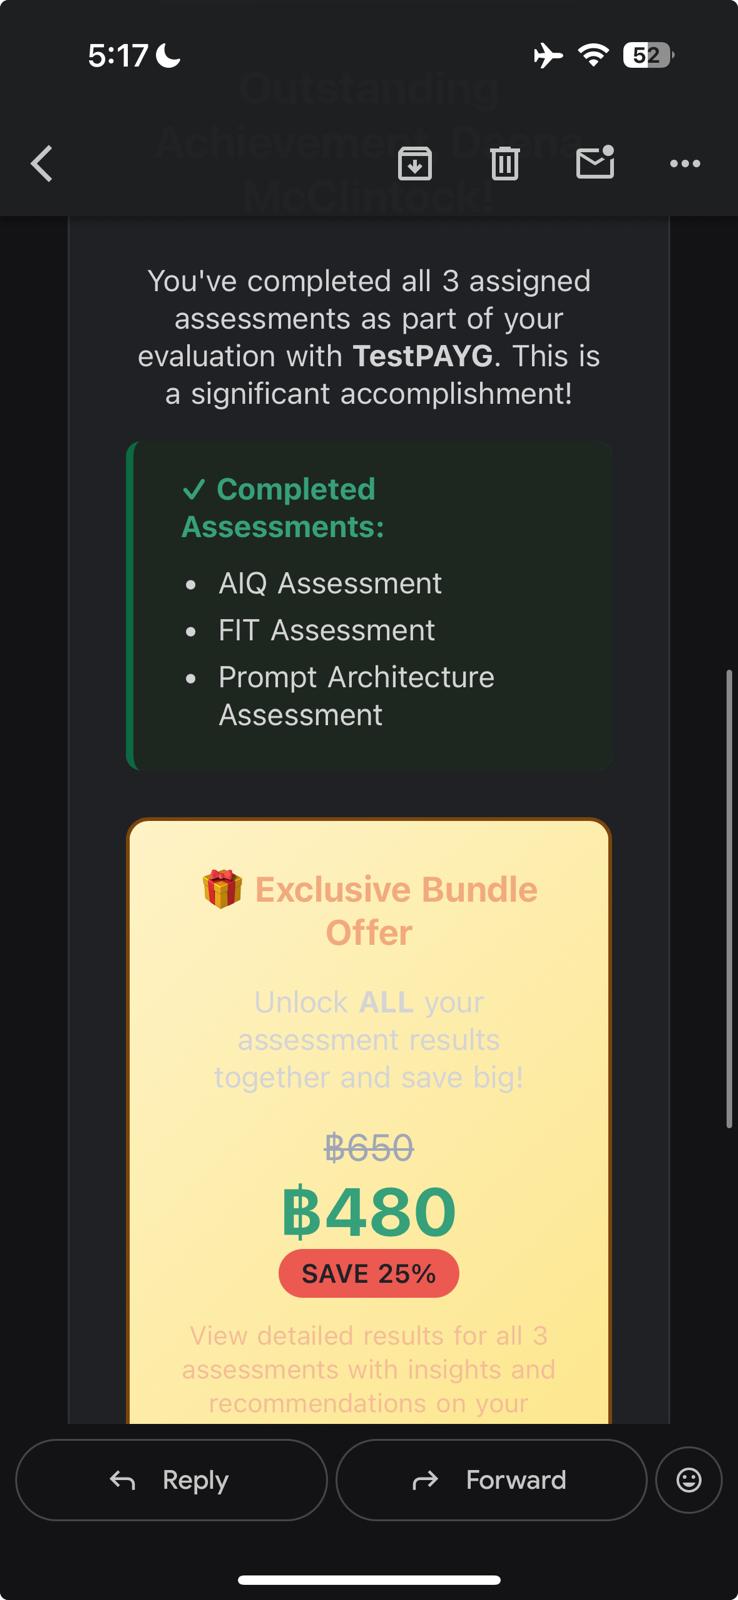 5:17
52
Outstanding
Achievement, Deana
McClintock!
You've completed all 3 assigned
assessments as part of your
evaluation with TestPAYG. This is
a significant accomplishment!
✓ Completed
Assessments:
• AIQ Assessment
• FIT Assessment
• Prompt Architecture
Assessment
🎁 Exclusive Bundle
Offer
Unlock ALL your
assessment results
together and save big!
฿650
฿480
SAVE 25%
View detailed results for all 3
assessments with insights and
recommendations on your
Reply
Forward